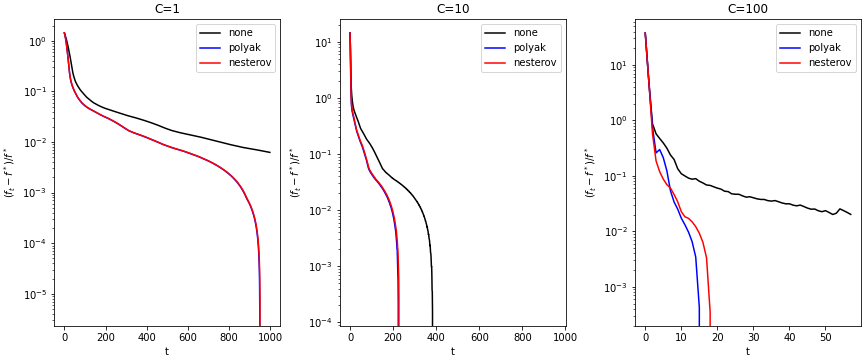 C=1
none
polyak
nesterov
10⁰
10⁻¹
10⁻²
10⁻³
10⁻⁴
10⁻⁵
(fₜ − f*)/f*
0 200 400 600 800 1000
t
C=10
none
polyak
nesterov
10¹
10⁰
10⁻¹
10⁻²
10⁻³
10⁻⁴
(fₜ − f*)/f*
0 200 400 600 800 1000
t
C=100
none
polyak
nesterov
10¹
10⁰
10⁻¹
10⁻²
10⁻³
(fₜ − f*)/f*
0 10 20 30 40 50
t